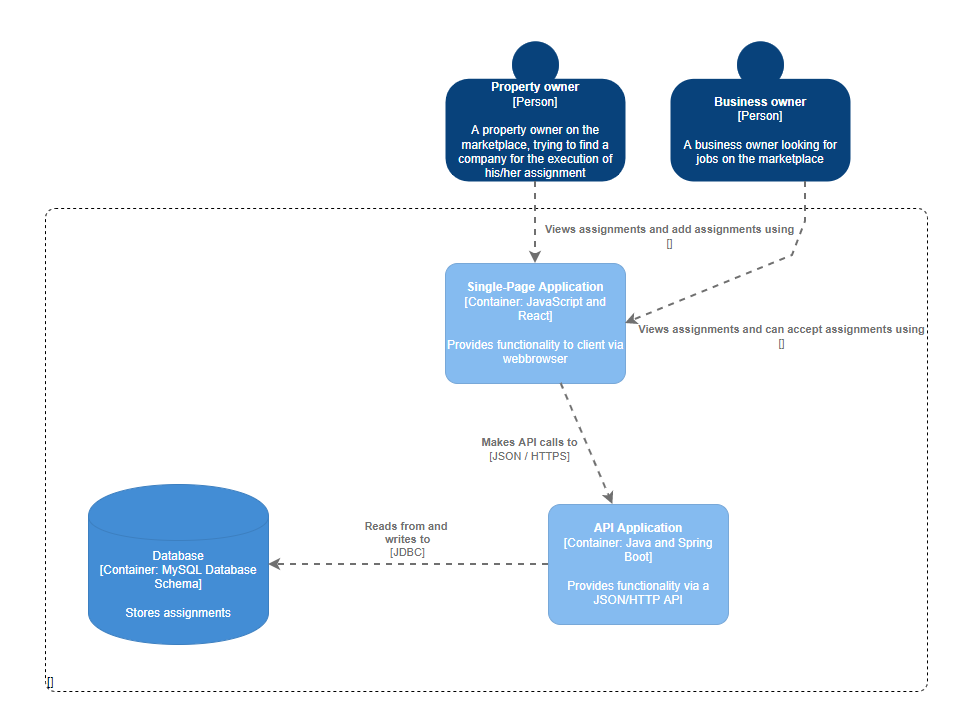 Property owner
[Person]
A property owner on the
marketplace, trying to find a
company for the execution of
his/her assignment
Business owner
[Person]
A business owner looking for
jobs on the marketplace
Views assignments and add assignments using
[]
Single-Page Application
[Container: JavaScript and
React]
Provides functionality to client via
webbrowser
Views assignments and can accept assignments using
[]
Makes API calls to
[JSON / HTTPS]
API Application
[Container: Java and Spring
Boot]
Provides functionality via a
JSON/HTTP API
Reads from and
writes to
[JDBC]
Database
[Container: MySQL Database
Schema]
Stores assignments
[]